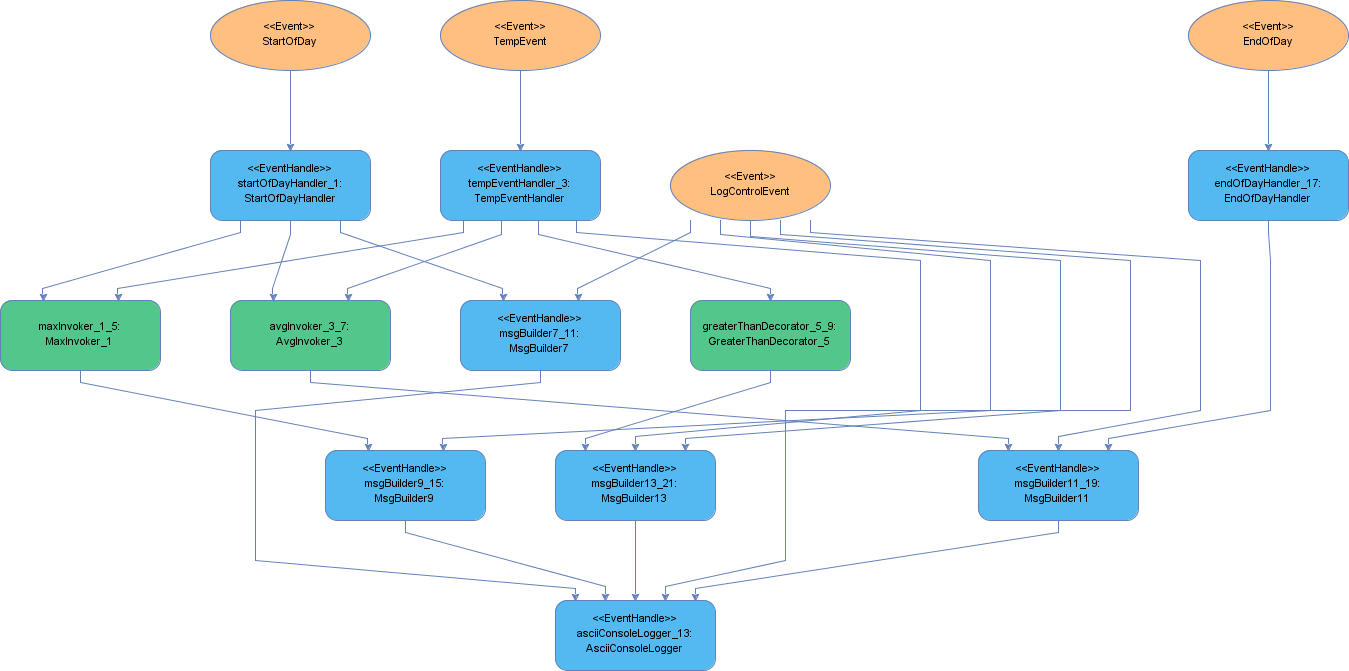 <<Event>>
StartOfDay
<<Event>>
TempEvent
<<Event>>
EndOfDay
<<EventHandle>>
startOfDayHandler_1:
StartOfDayHandler
<<EventHandle>>
tempEventHandler_3:
TempEventHandler
<<Event>>
LogControlEvent
<<EventHandle>>
endOfDayHandler_17:
EndOfDayHandler
maxInvoker_1_5:
MaxInvoker_1
avgInvoker_3_7:
AvgInvoker_3
<<EventHandle>>
msgBuilder7_11:
MsgBuilder7
greaterThanDecorator_5_9:
GreaterThanDecorator_5
<<EventHandle>>
msgBuilder9_15:
MsgBuilder9
<<EventHandle>>
msgBuilder13_21:
MsgBuilder13
<<EventHandle>>
msgBuilder11_19:
MsgBuilder11
<<EventHandle>>
asciiConsoleLogger_13:
AsciiConsoleLogger